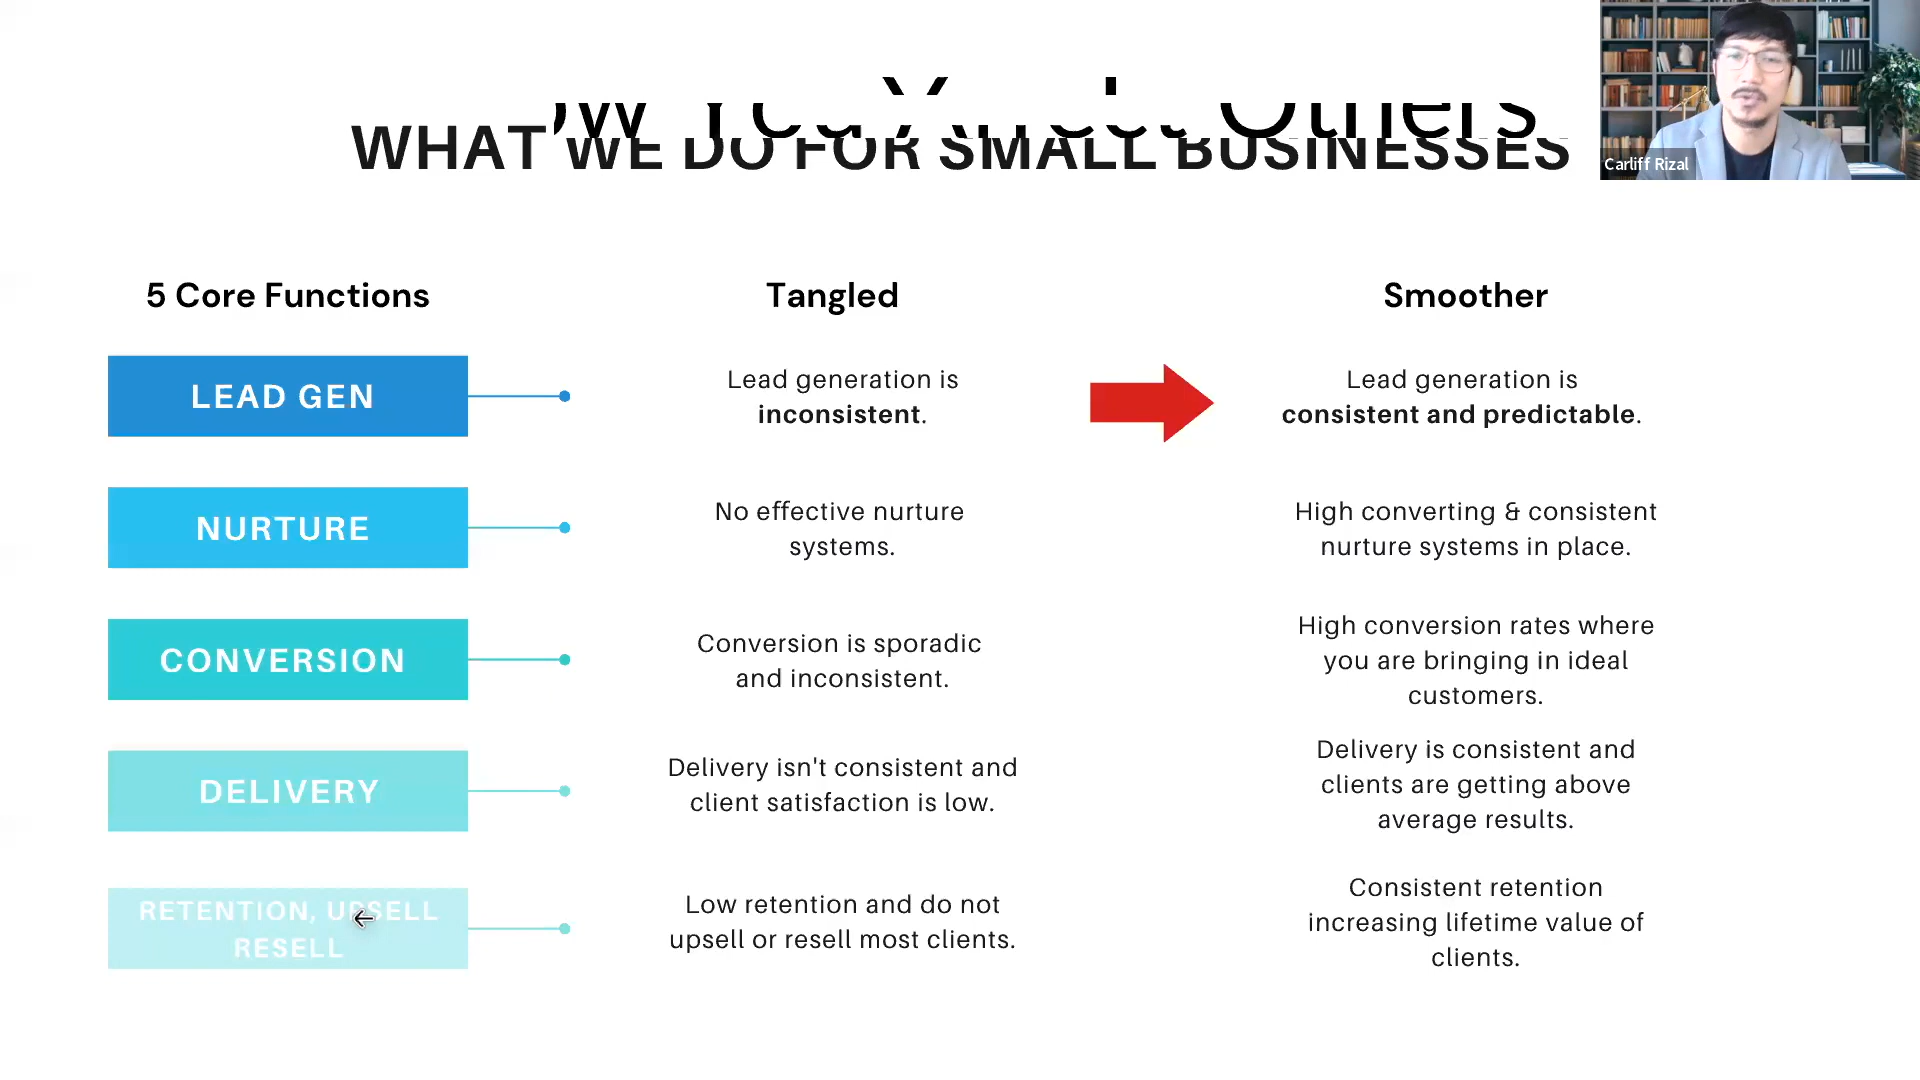 WHAT WE DO FOR SMALL BUSINESSES
Others
Carliff Rizal
5 Core Functions
Tangled
Smoother
LEAD GEN
Lead generation is
inconsistent.
Lead generation is
consistent and predictable.
NURTURE
No effective nurture
systems.
High converting & consistent
nurture systems in place.
CONVERSION
Conversion is sporadic
and inconsistent.
High conversion rates where
you are bringing in ideal
customers.
DELIVERY
Delivery isn't consistent and
client satisfaction is low.
Delivery is consistent and
clients are getting above
average results.
RETENTION, UPSELL
RESELL
Low retention and do not
upsell or resell most clients.
Consistent retention
increasing lifetime value of
clients.